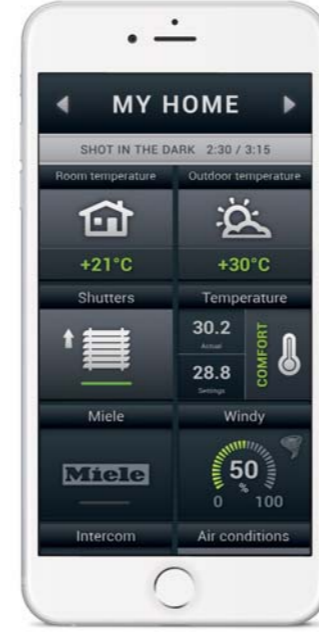 MY HOME
SHOT IN THE DARK 2:30 / 3:15
Room temperature Outdoor temperature
+21°C +30°C
Shutters Temperature
30.2
Actual
COMFORT
28.8
Settings
Miele Windy
Miele
50
%
0 100
Intercom Air conditions